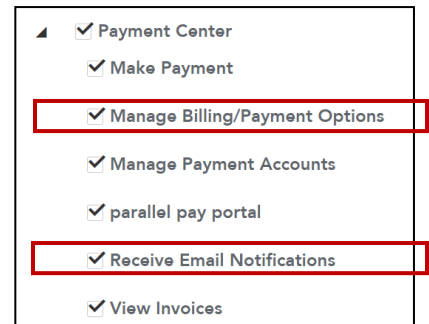 Payment Center
Make Payment
Manage Billing/Payment Options
Manage Payment Accounts
parallel pay portal
Receive Email Notifications
View Invoices